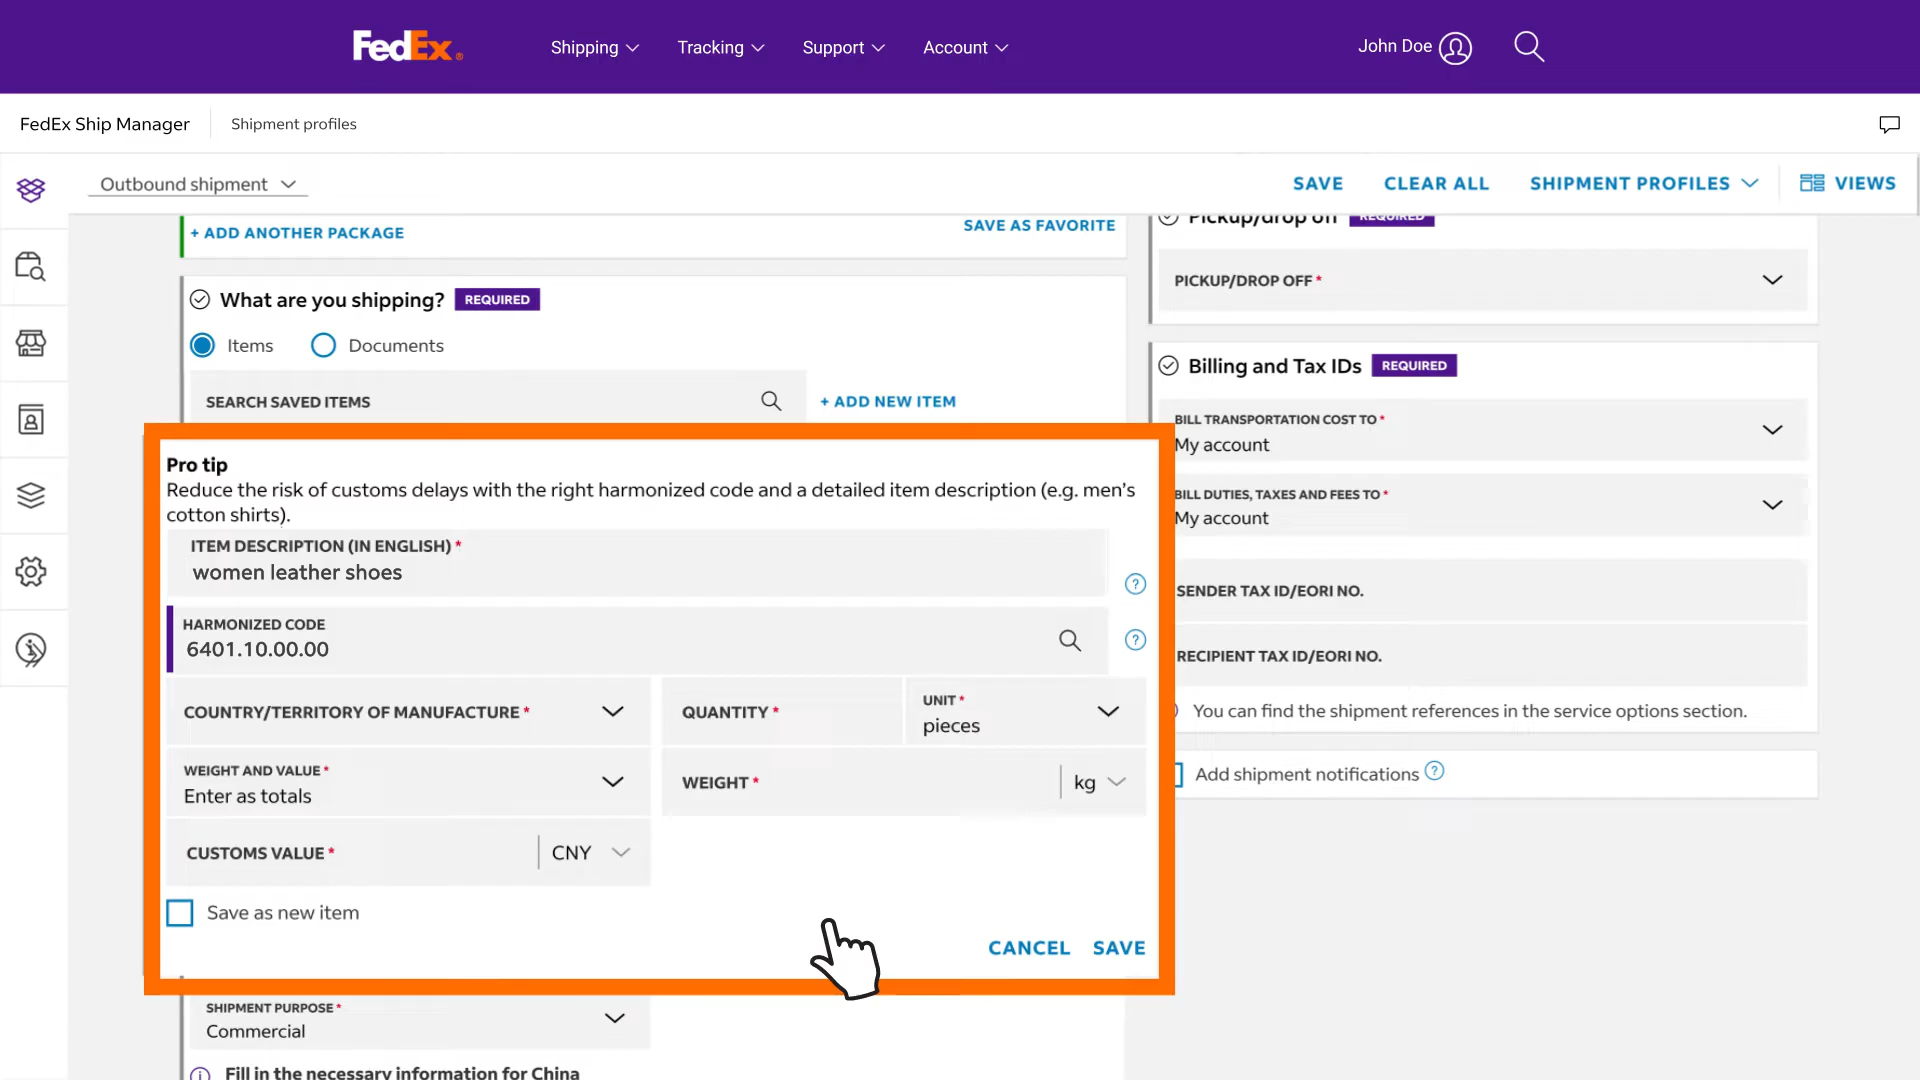 FedEx®
Shipping
Tracking
Support
Account
John Doe
FedEx Ship Manager
Shipment profiles
Outbound shipment
SAVE
CLEAR ALL
SHIPMENT PROFILES
VIEWS
+ ADD ANOTHER PACKAGE
SAVE AS FAVORITE
What are you shipping? REQUIRED
Items
Documents
SEARCH SAVED ITEMS
+ ADD NEW ITEM
Pro tip
Reduce the risk of customs delays with the right harmonized code and a detailed item description (e.g. men's
cotton shirts).
ITEM DESCRIPTION (IN ENGLISH) *
women leather shoes
HARMONIZED CODE
6401.10.00.00
COUNTRY/TERRITORY OF MANUFACTURE *
QUANTITY *
UNIT *
pieces
WEIGHT AND VALUE *
Enter as totals
WEIGHT *
kg
CUSTOMS VALUE *
CNY
Save as new item
CANCEL
SAVE
SHIPMENT PURPOSE *
Commercial
Fill in the necessary information for China
Pickup/drop off REQUIRED
PICKUP/DROP OFF *
Billing and Tax IDs REQUIRED
BILL TRANSPORTATION COST TO *
My account
BILL DUTIES, TAXES AND FEES TO *
My account
SENDER TAX ID/EORI NO.
RECIPIENT TAX ID/EORI NO.
You can find the shipment references in the service options section.
Add shipment notifications